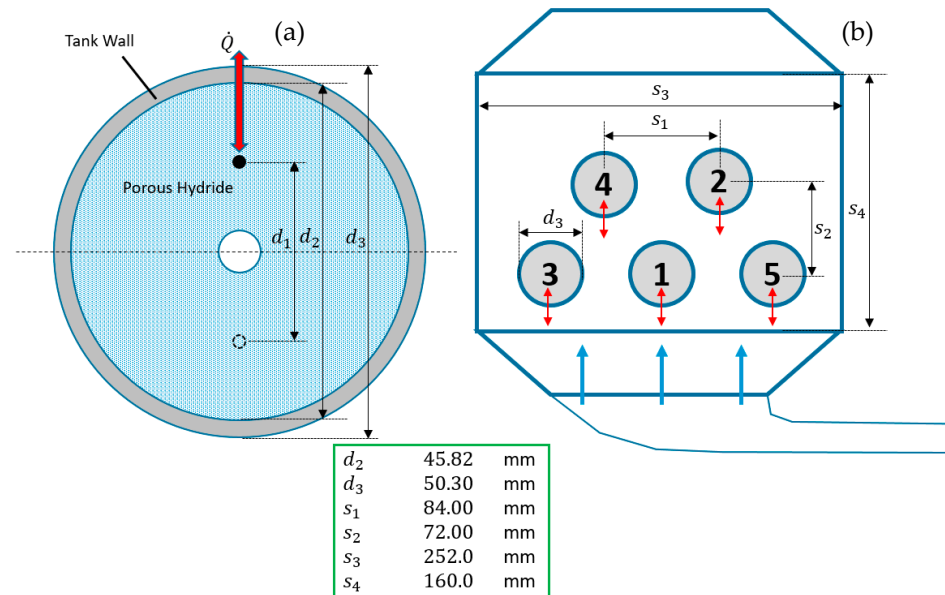 (a)
(b)
Tank Wall
Q̇
s₃
s₁
4
2
Porous Hydride
d₁
d₂
d₃
s₄
s₂
d₃
3
1
5
d₂ 45.82 mm
d₃ 50.30 mm
s₁ 84.00 mm
s₂ 72.00 mm
s₃ 252.0 mm
s₄ 160.0 mm